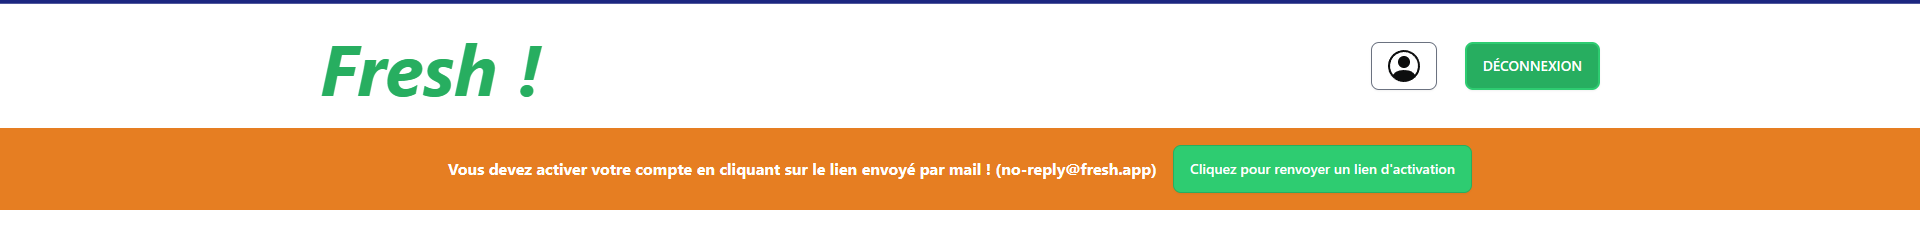 Fresh !
DÉCONNEXION
Vous devez activer votre compte en cliquant sur le lien envoyé par mail ! (no-reply@fresh.app)
Cliquez pour renvoyer un lien d'activation